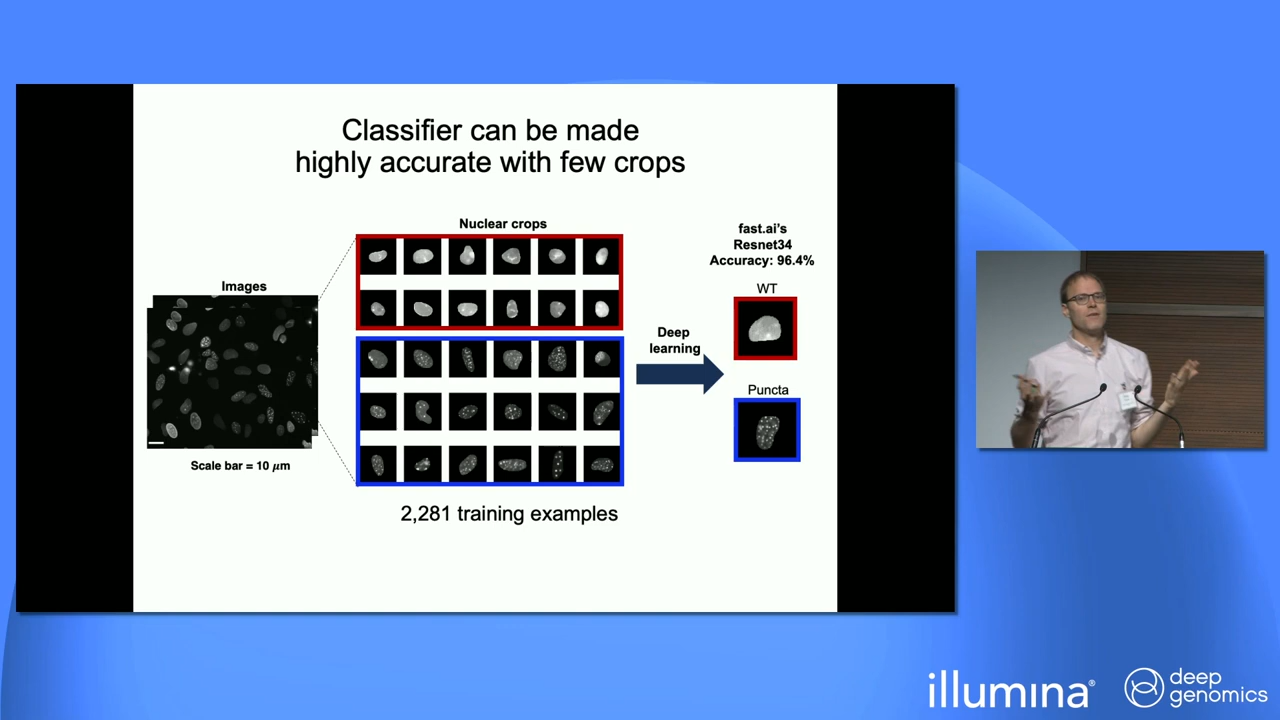 Classifier can be made
highly accurate with few crops
Nuclear crops
fast.ai's
Resnet34
Accuracy: 96.4%
Images
WT
Deep
learning
Puncta
Scale bar = 10 μm
2,281 training examples
illumina®
deep
genomics